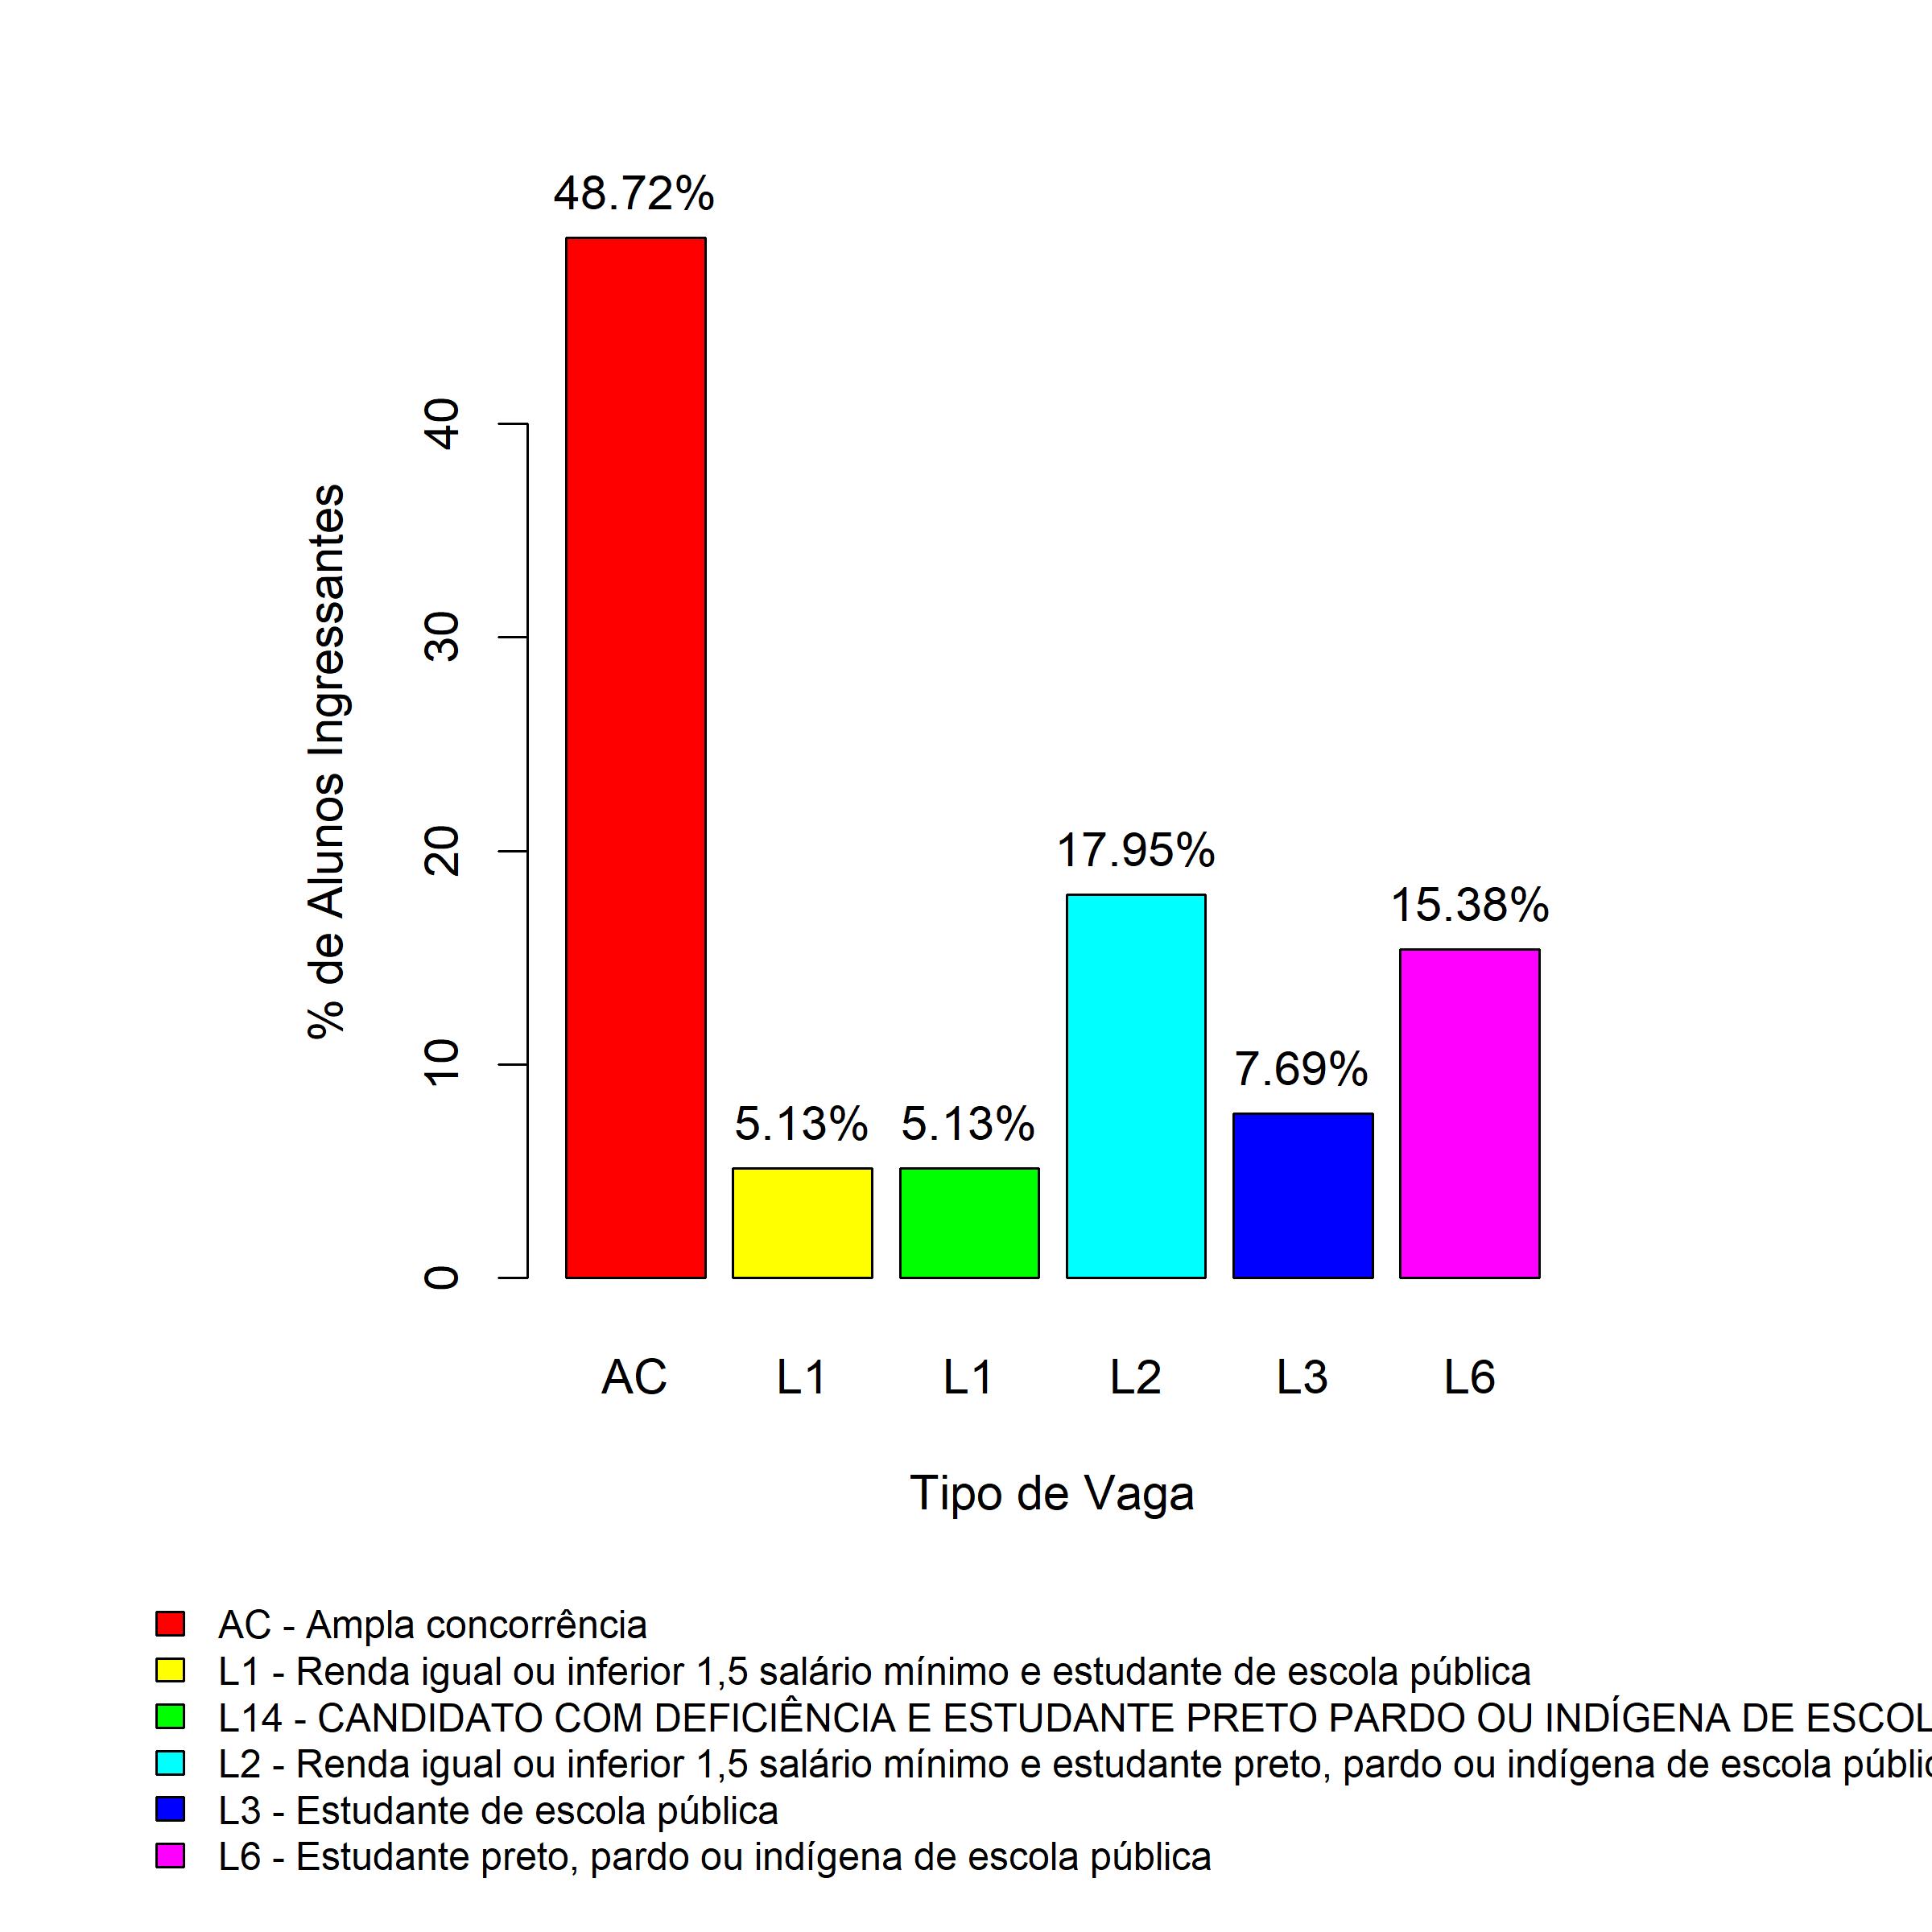 48.72%
17.95%
15.38%
7.69%
5.13% 5.13%
% de Alunos Ingressantes
0 10 20 30 40
AC L1 L1 L2 L3 L6
Tipo de Vaga
AC - Ampla concorrência
L1 - Renda igual ou inferior 1,5 salário mínimo e estudante de escola pública
L14 - CANDIDATO COM DEFICIÊNCIA E ESTUDANTE PRETO PARDO OU INDÍGENA DE
L2 - Renda igual ou inferior 1,5 salário mínimo e estudante preto, pardo ou indígena de escola
L3 - Estudante de escola pública
L6 - Estudante preto, pardo ou indígena de escola pública